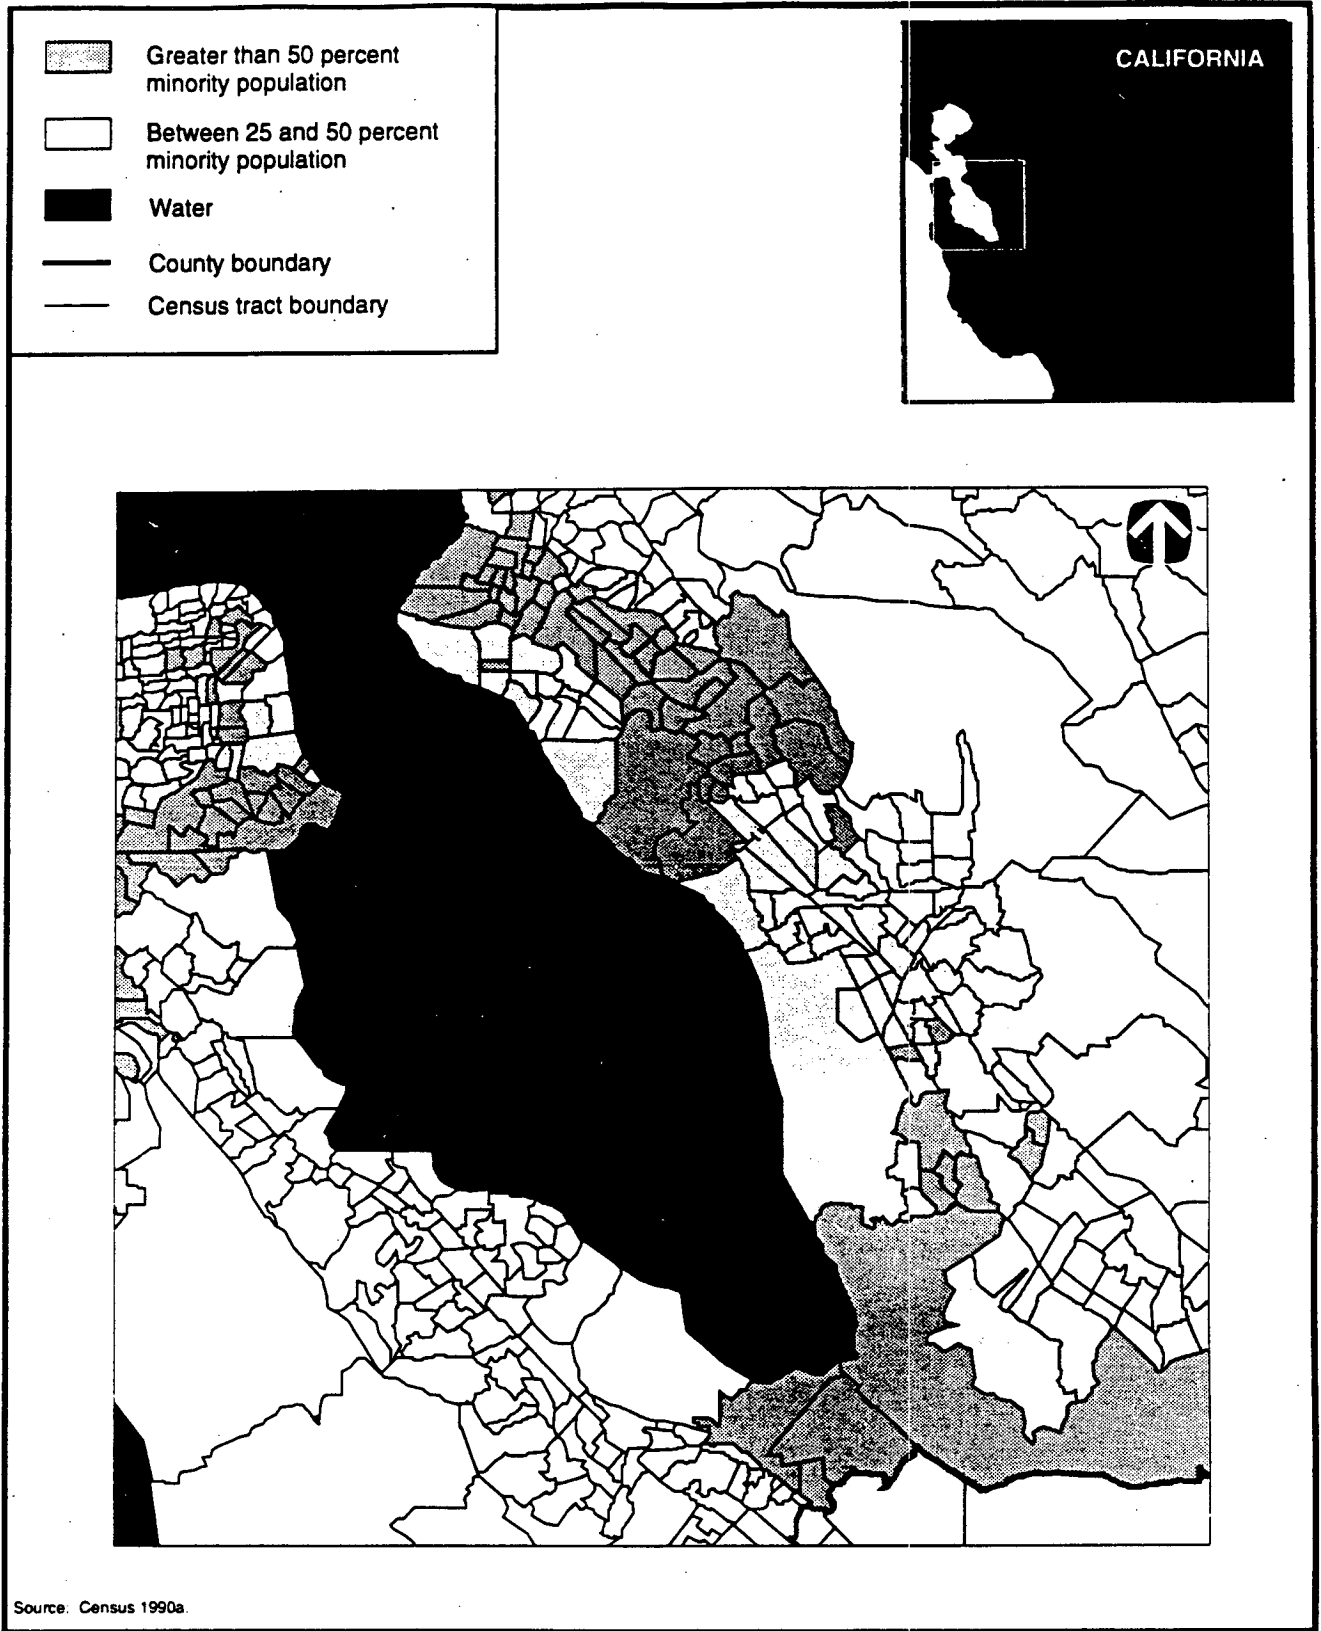 Greater than 50 percent
minority population
Between 25 and 50 percent
minority population
Water
County boundary
Census tract boundary
CALIFORNIA
Source: Census 1990a.